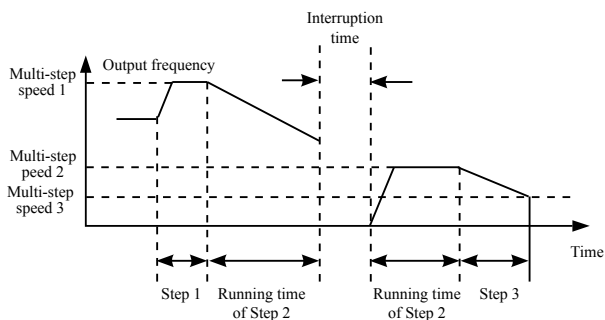 Interruption
time
Output frequency
Multi-step
speed 1
Multi-step
peed 2
Multi-step
speed 3
Time
Step 1
Running time
of Step 2
Running time
of Step 2
Step 3